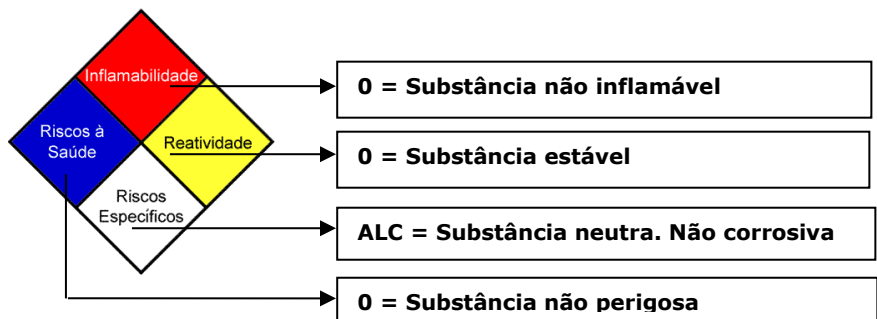 Inflamabilidade
Riscos à
Saúde
Reatividade
Riscos
Específicos
0 = Substância não inflamável
0 = Substância estável
ALC = Substância neutra. Não corrosiva
0 = Substância não perigosa